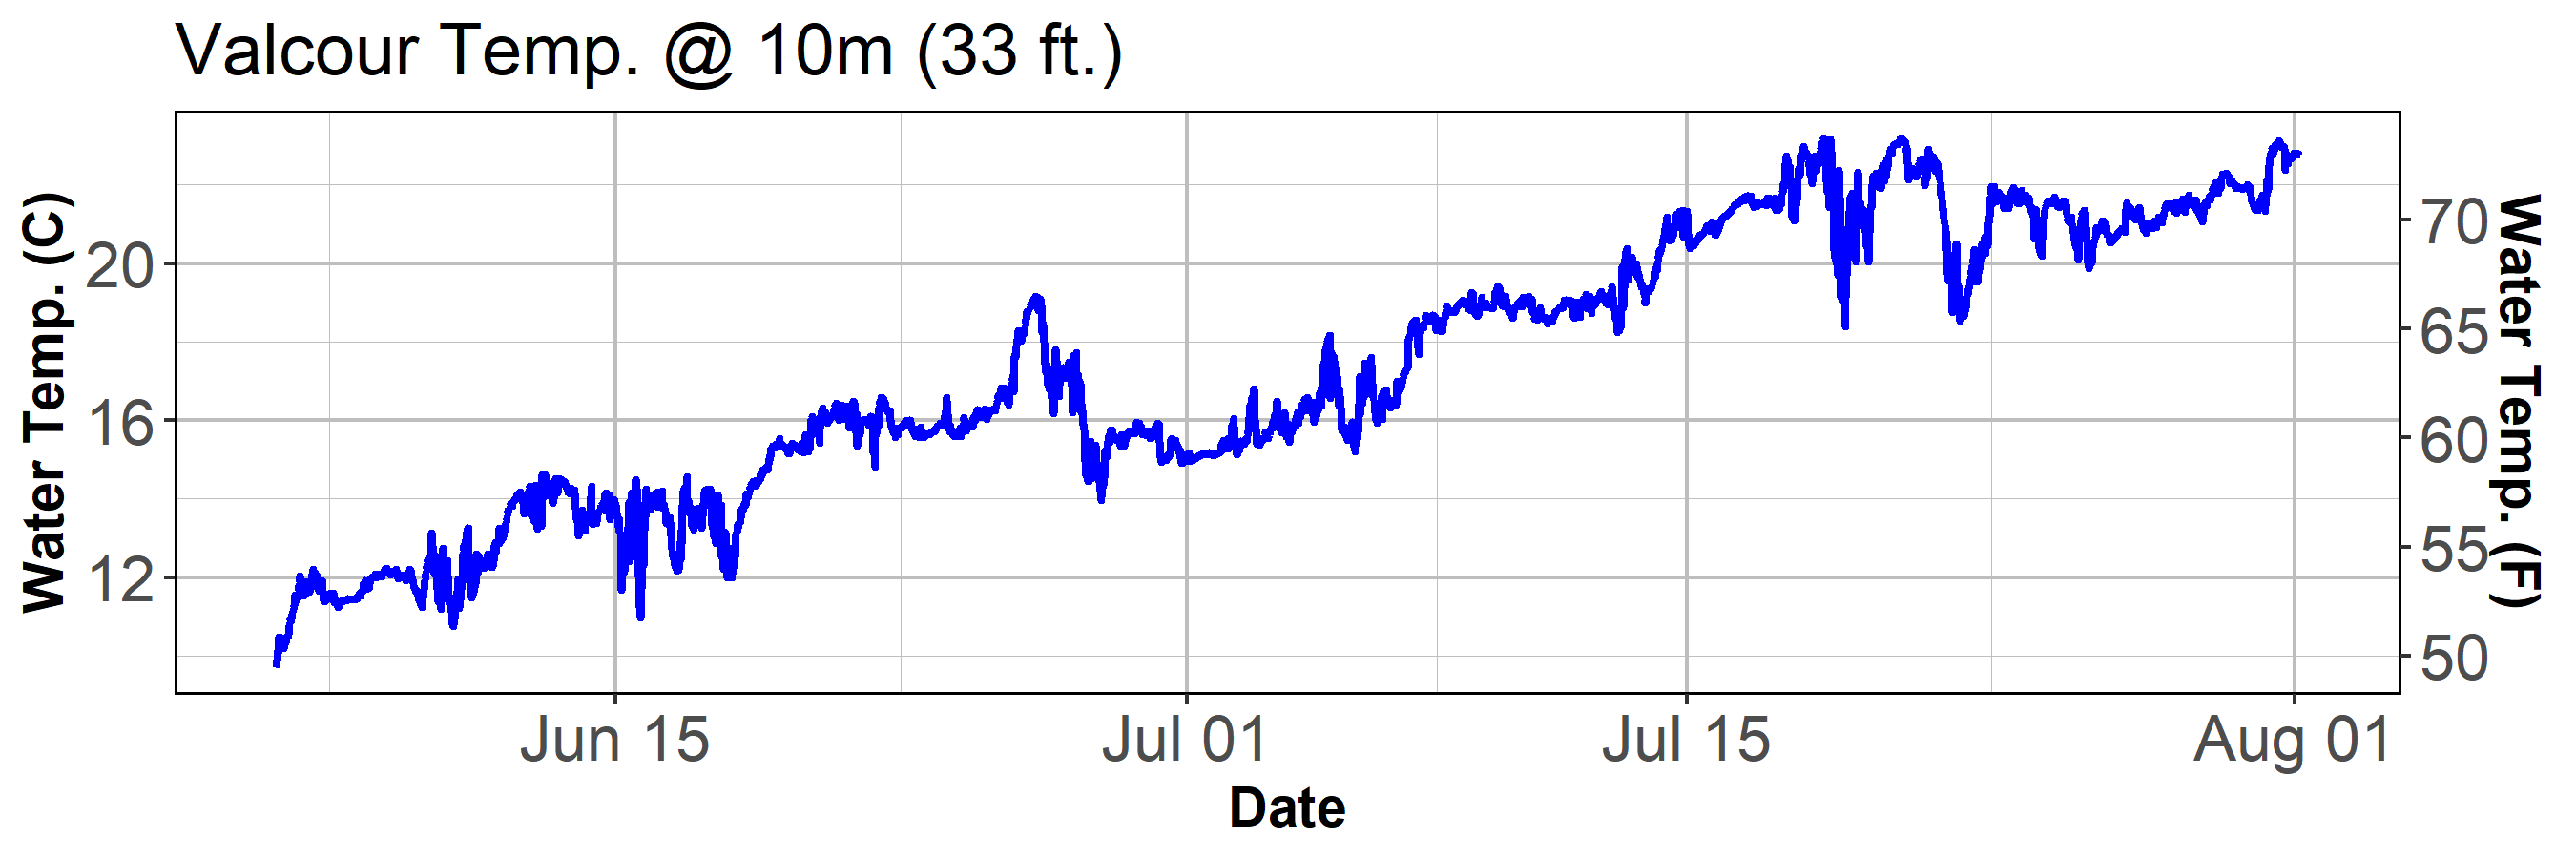 Valcour Temp. @ 10m (33 ft.)
Water Temp. (C)
20
16
12
70
65
60
55
50
Water Temp. (F)
Jun 15
Jul 01
Jul 15
Aug 01
Date